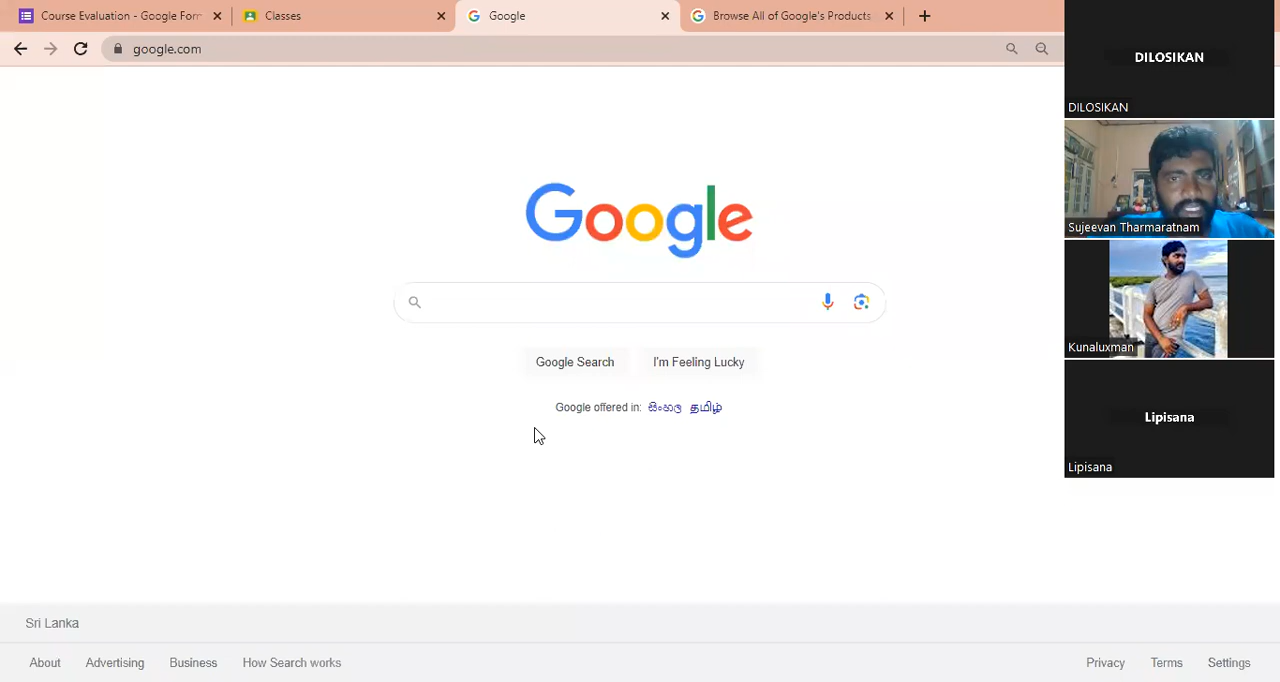 Course Evaluation - Google Forn
Classes
Google
Browse All of Google's Products
google.com
DILOSIKAN
DILOSIKAN
Sujeevan Tharmaratnam
Google
Kunaluxman
Google Search
I'm Feeling Lucky
Google offered in: සිංහල தமிழ்
Lipisana
Lipisana
Sri Lanka
About
Advertising
Business
How Search works
Privacy
Terms
Settings